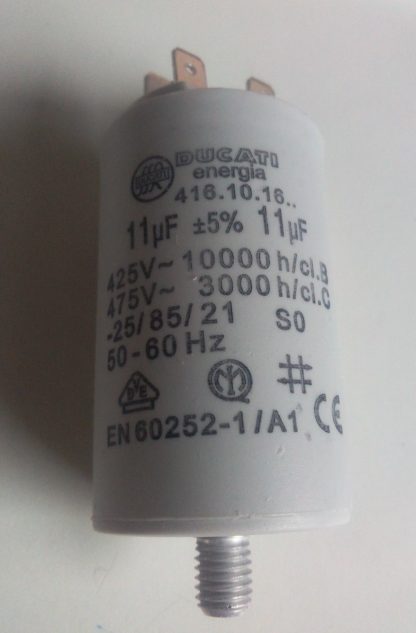 DUCATI
energia
416.10.16..
11µF ±5% 11µF
425V~ 10000 h/cl.B
475V~ 3000 h/cl.C
-25/85/21 S0
50-60 Hz
EN 60252-1/A1 CE